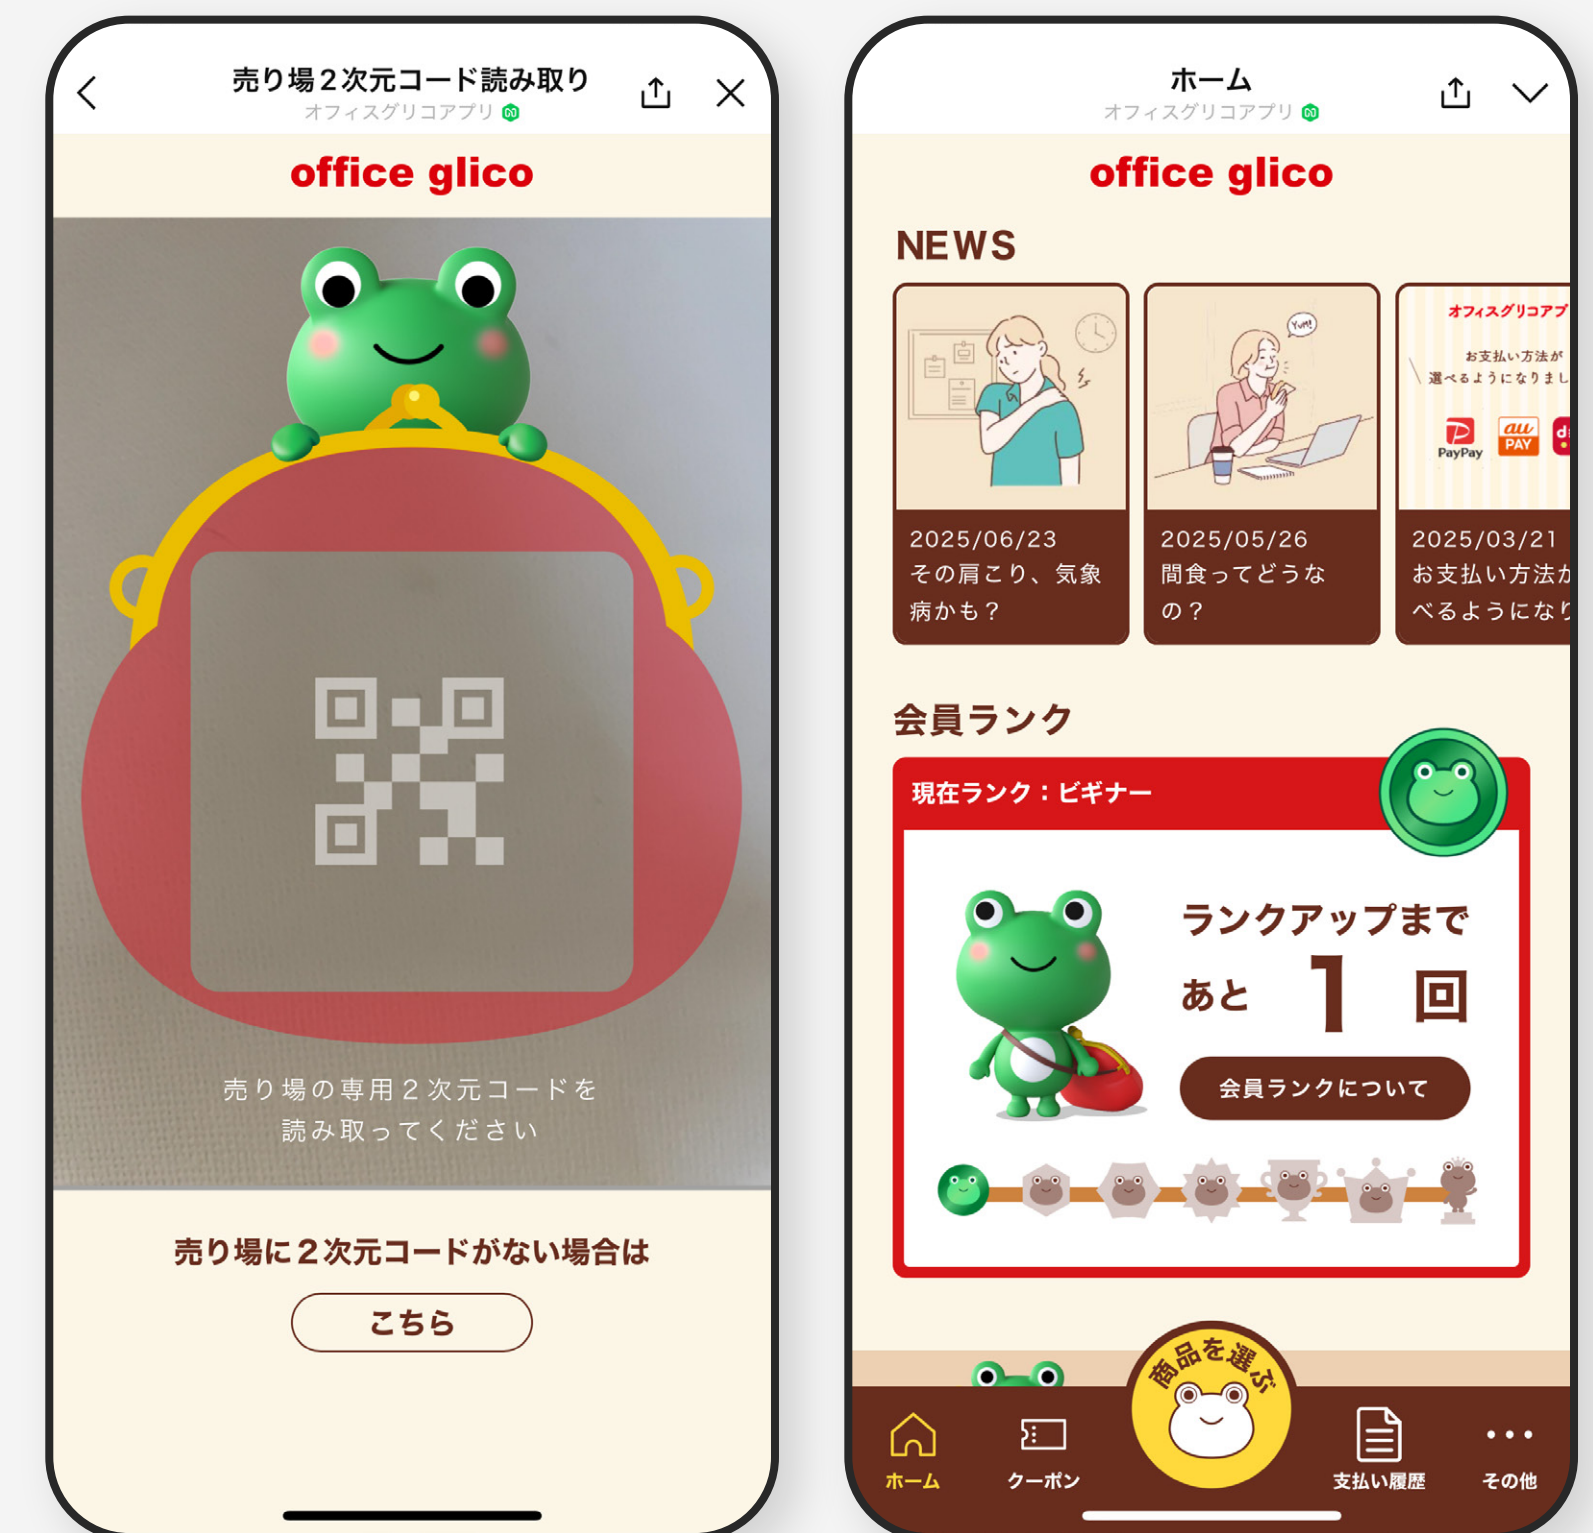 売り場2次元コード読み取り
オフィスグリコアプリ
office glico
売り場の専用2次元コードを
読み取ってください
売り場に2次元コードがない場合は
こちら
ホーム
オフィスグリコアプリ
office glico
NEWS
YUM!
オフィスグリコアプ
お支払い方法が
選べるようになりまし
PayPay
au
PAY
d
2025/06/23
その肩こり、気象
病かも？
2025/05/26
間食ってどうな
の？
2025/03/21
お支払い方法が
べるようになり
会員ランク
現在ランク：ビギナー
ランクアップまで
あと 1 回
会員ランクについて
商品を選ぶ
ホーム
クーポン
支払い履歴
その他